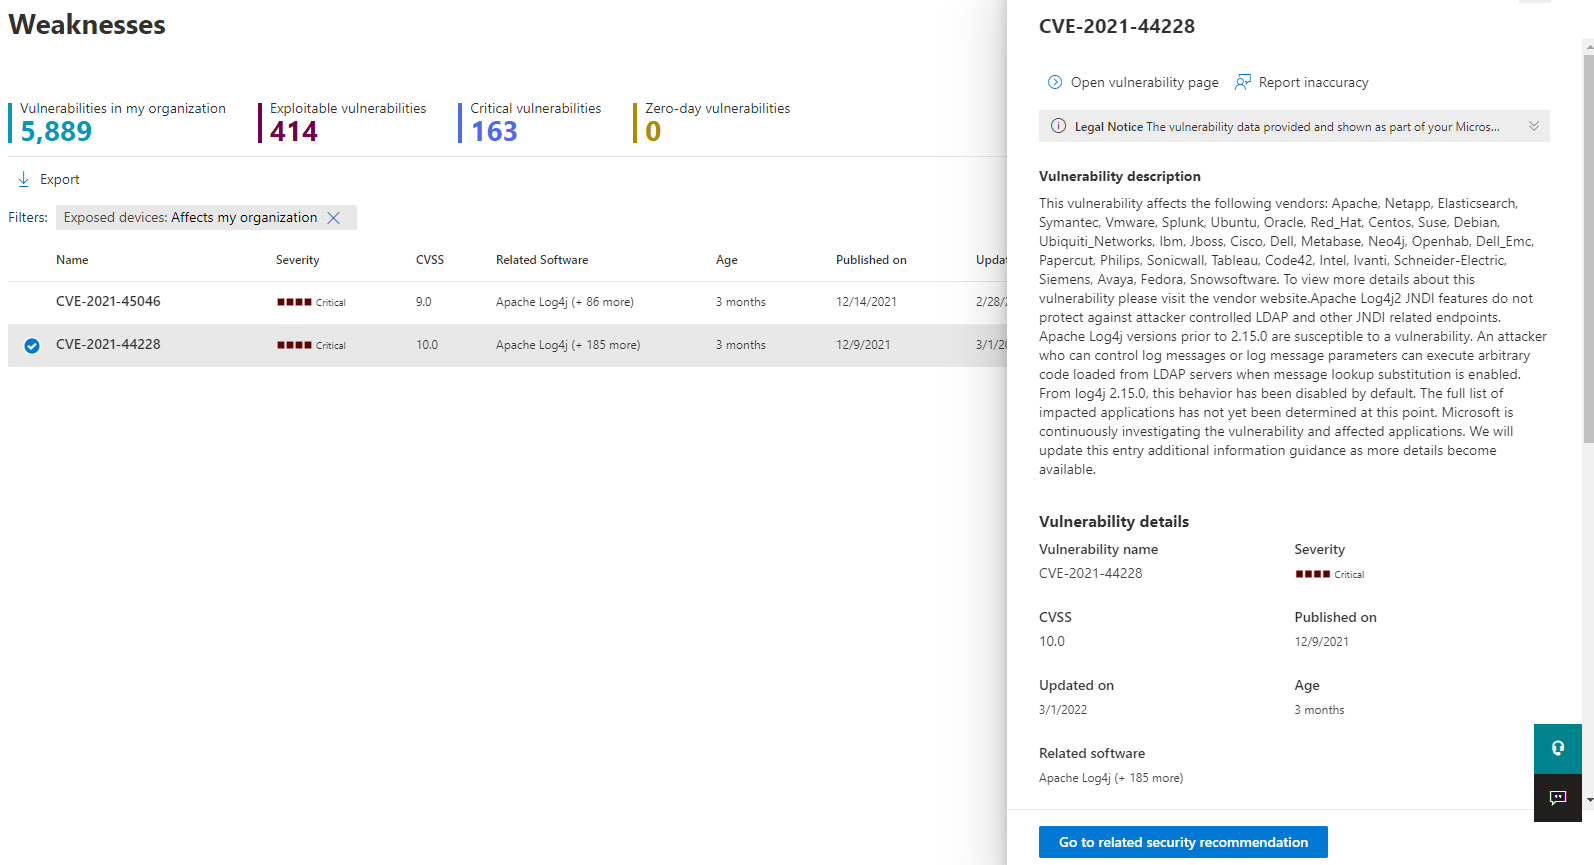 Weaknesses
Vulnerabilities in my organization
5,889
Exploitable vulnerabilities
414
Critical vulnerabilities
163
Zero-day vulnerabilities
0
Export
Filters: Exposed devices: Affects my organization
Name Severity CVSS Related Software Age Published on Updat
CVE-2021-45046 Critical 9.0 Apache Log4j (+ 86 more) 3 months 12/14/2021 2/28/2
CVE-2021-44228 Critical 10.0 Apache Log4j (+ 185 more) 3 months 12/9/2021 3/1/20
CVE-2021-44228
Open vulnerability page Report inaccuracy
Legal Notice The vulnerability data provided and shown as part of your Micros...
Vulnerability description
This vulnerability affects the following vendors: Apache, Netapp, Elasticsearch,
Symantec, Vmware, Splunk, Ubuntu, Oracle, Red_Hat, Centos, Suse, Debian,
Ubiquiti_Networks, Ibm, Jboss, Cisco, Dell, Metabase, Neo4j, Openhab, Dell_Emc,
Papercut, Philips, Sonicwall, Tableau, Code42, Intel, Ivanti, Schneider-Electric,
Siemens, Avaya, Fedora, Snowsoftware. To view more details about this
vulnerability please visit the vendor website.Apache Log4j2 JNDI features do not
protect against attacker controlled LDAP and other JNDI related endpoints.
Apache Log4j versions prior to 2.15.0 are susceptible to a vulnerability. An attacker
who can control log messages or log message parameters can execute arbitrary
code loaded from LDAP servers when message lookup substitution is enabled.
From log4j 2.15.0, this behavior has been disabled by default. The full list of
impacted applications has not yet been determined at this point. Microsoft is
continuously investigating the vulnerability and affected applications. We will
update this entry additional information guidance as more details become
available.
Vulnerability details
Vulnerability name Severity
CVE-2021-44228 Critical
CVSS Published on
10.0 12/9/2021
Updated on Age
3/1/2022 3 months
Related software
Apache Log4j (+ 185 more)
Go to related security recommendation